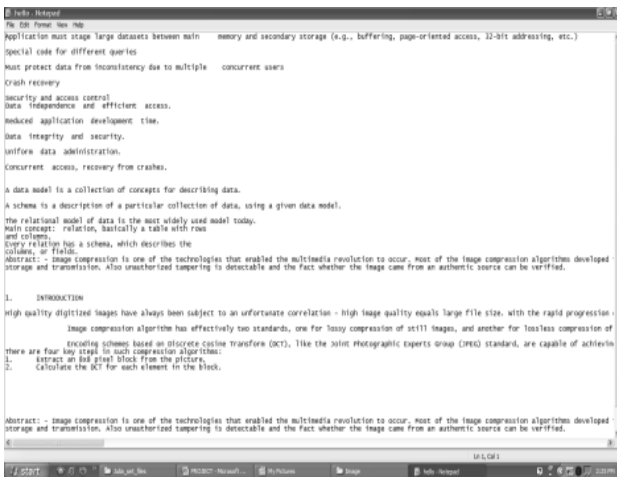 hello - Notepad
File Edit Format View Help
Application must stage large datasets between main memory and secondary storage (e.g., buffering, page-oriented access, 32-bit addressing, etc.)
Special code for different queries
Must protect data from inconsistency due to multiple concurrent users
Crash recovery
Security and access control
Data independence and efficient access.
Reduced application development time.
Data integrity and security.
Uniform data administration.
Concurrent access, recovery from crashes.
A data model is a collection of concepts for describing data.
A schema is a description of a particular collection of data, using a given data model.
The relational model of data is the most widely used model today.
Main concept: relation, basically a table with rows
and columns.
Every relation has a schema, which describes the
columns, or fields.
Abstract: - Image Compression is one of the technologies that enabled the multimedia revolution to occur. Most of the image compression algorithms developed
storage and transmission. Also unauthorized tampering is detectable and the fact whether the image came from an authentic source can be verified.
1. INTRODUCTION
High quality digitized images have always been subject to an unfortunate correlation - high image quality equals large file size. With the rapid progression
Image compression algorithm has effectively two standards, one for lossy compression of still images, and another for lossless compression of
Encoding schemes based on Discrete Cosine Transform (DCT), like the Joint Photographic Experts Group (JPEG) standard, are capable of achievin
There are four key steps in such compression algorithms:
1. Extract an 8x8 pixel block from the picture.
2. Calculate the DCT for each element in the block.
Abstract: - Image Compression is one of the technologies that enabled the multimedia revolution to occur. Most of the image compression algorithms developed
storage and transmission. Also unauthorized tampering is detectable and the fact whether the image came from an authentic source can be verified.
Ln 1, Col 1
start
PROJECT - Microsoft ... My Pictures Image hello - Notepad